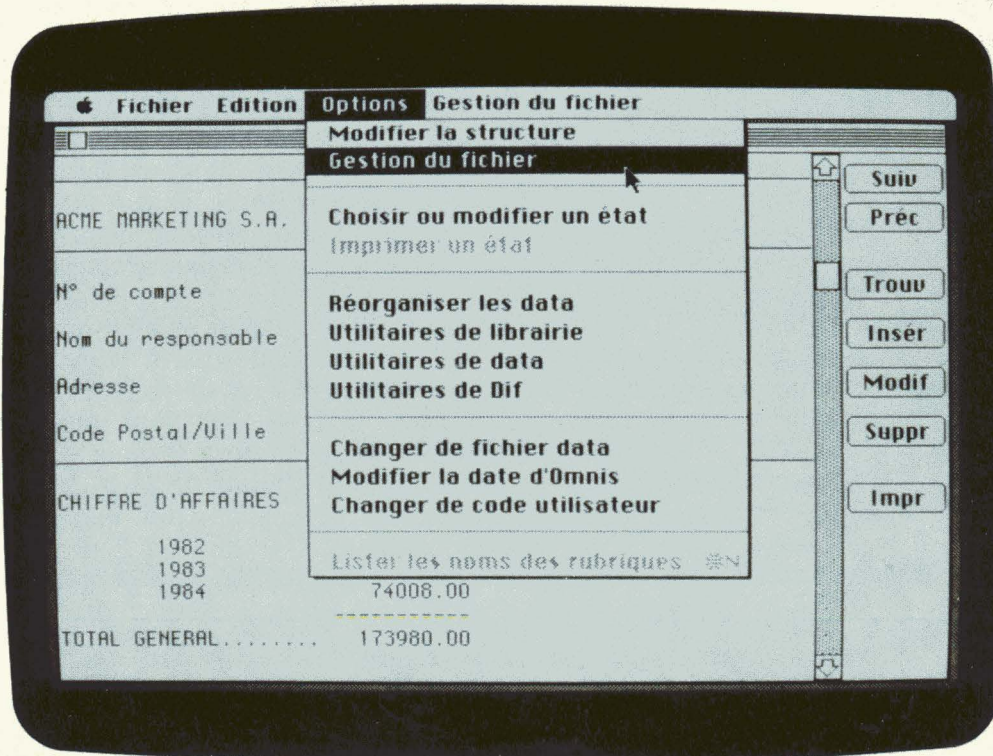 Fichier Edition Options Gestion du fichier
Modifier la structure
Gestion du fichier
Choisir ou modifier un état
Imprimer un état
Réorganiser les data
Utilitaires de librairie
Utilitaires de data
Utilitaires de Dif
Changer de fichier data
Modifier la date d'Omnis
Changer de code utilisateur
Lister les noms des rubriques ⌘N
ACME MARKETING S.A.
N° de compte
Nom du responsable
Adresse
Code Postal/Ville
CHIFFRE D'AFFAIRES
1982
1983
1984 74008.00
-----------
TOTAL GENERAL........ 173980.00
Suiv
Préc
Trouv
Insér
Modif
Suppr
Impr